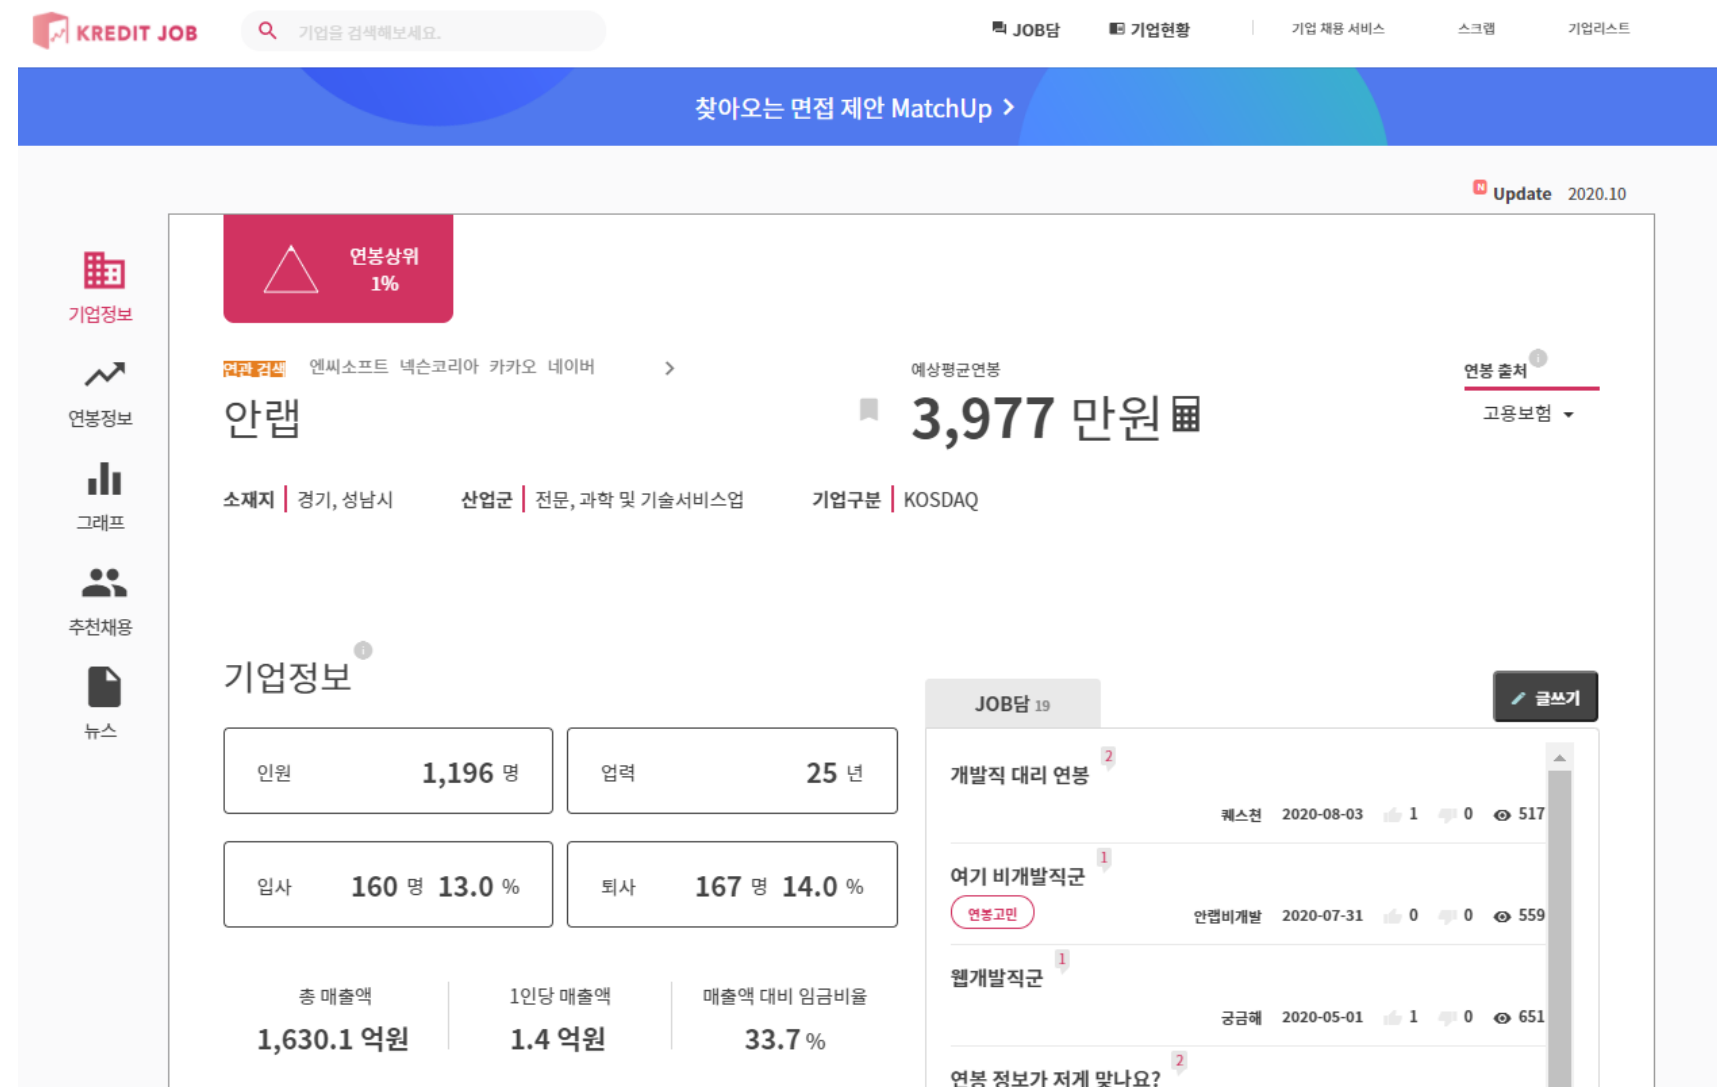 KREDIT JOB
기업을 검색해보세요.
JOB담
기업현황
기업 채용 서비스
스크랩
기업리스트
찾아오는 면접 제안 MatchUp >
N Update 2020.10
연봉상위
1%
기업정보
연봉정보
그래프
추천채용
뉴스
연관 검색 엔씨소프트 넥슨코리아 카카오 네이버 >
안랩
예상평균연봉
3,977 만원
연봉 출처
고용보험
소재지 경기, 성남시
산업군 전문, 과학 및 기술서비스업
기업구분 KOSDAQ
기업정보
인원 1,196 명
업력 25 년
입사 160 명 13.0 %
퇴사 167 명 14.0 %
총 매출액
1,630.1 억원
1인당 매출액
1.4 억원
매출액 대비 임금비율
33.7 %
JOB담 19
글쓰기
개발직 대리 연봉 2
퀘스쳔 2020-08-03 1 0 517
여기 비개발직군 1
연봉고민
안랩비개발 2020-07-31 0 0 559
웹개발직군 1
궁금해 2020-05-01 1 0 651
연봉 정보가 저게 맞나요? 2